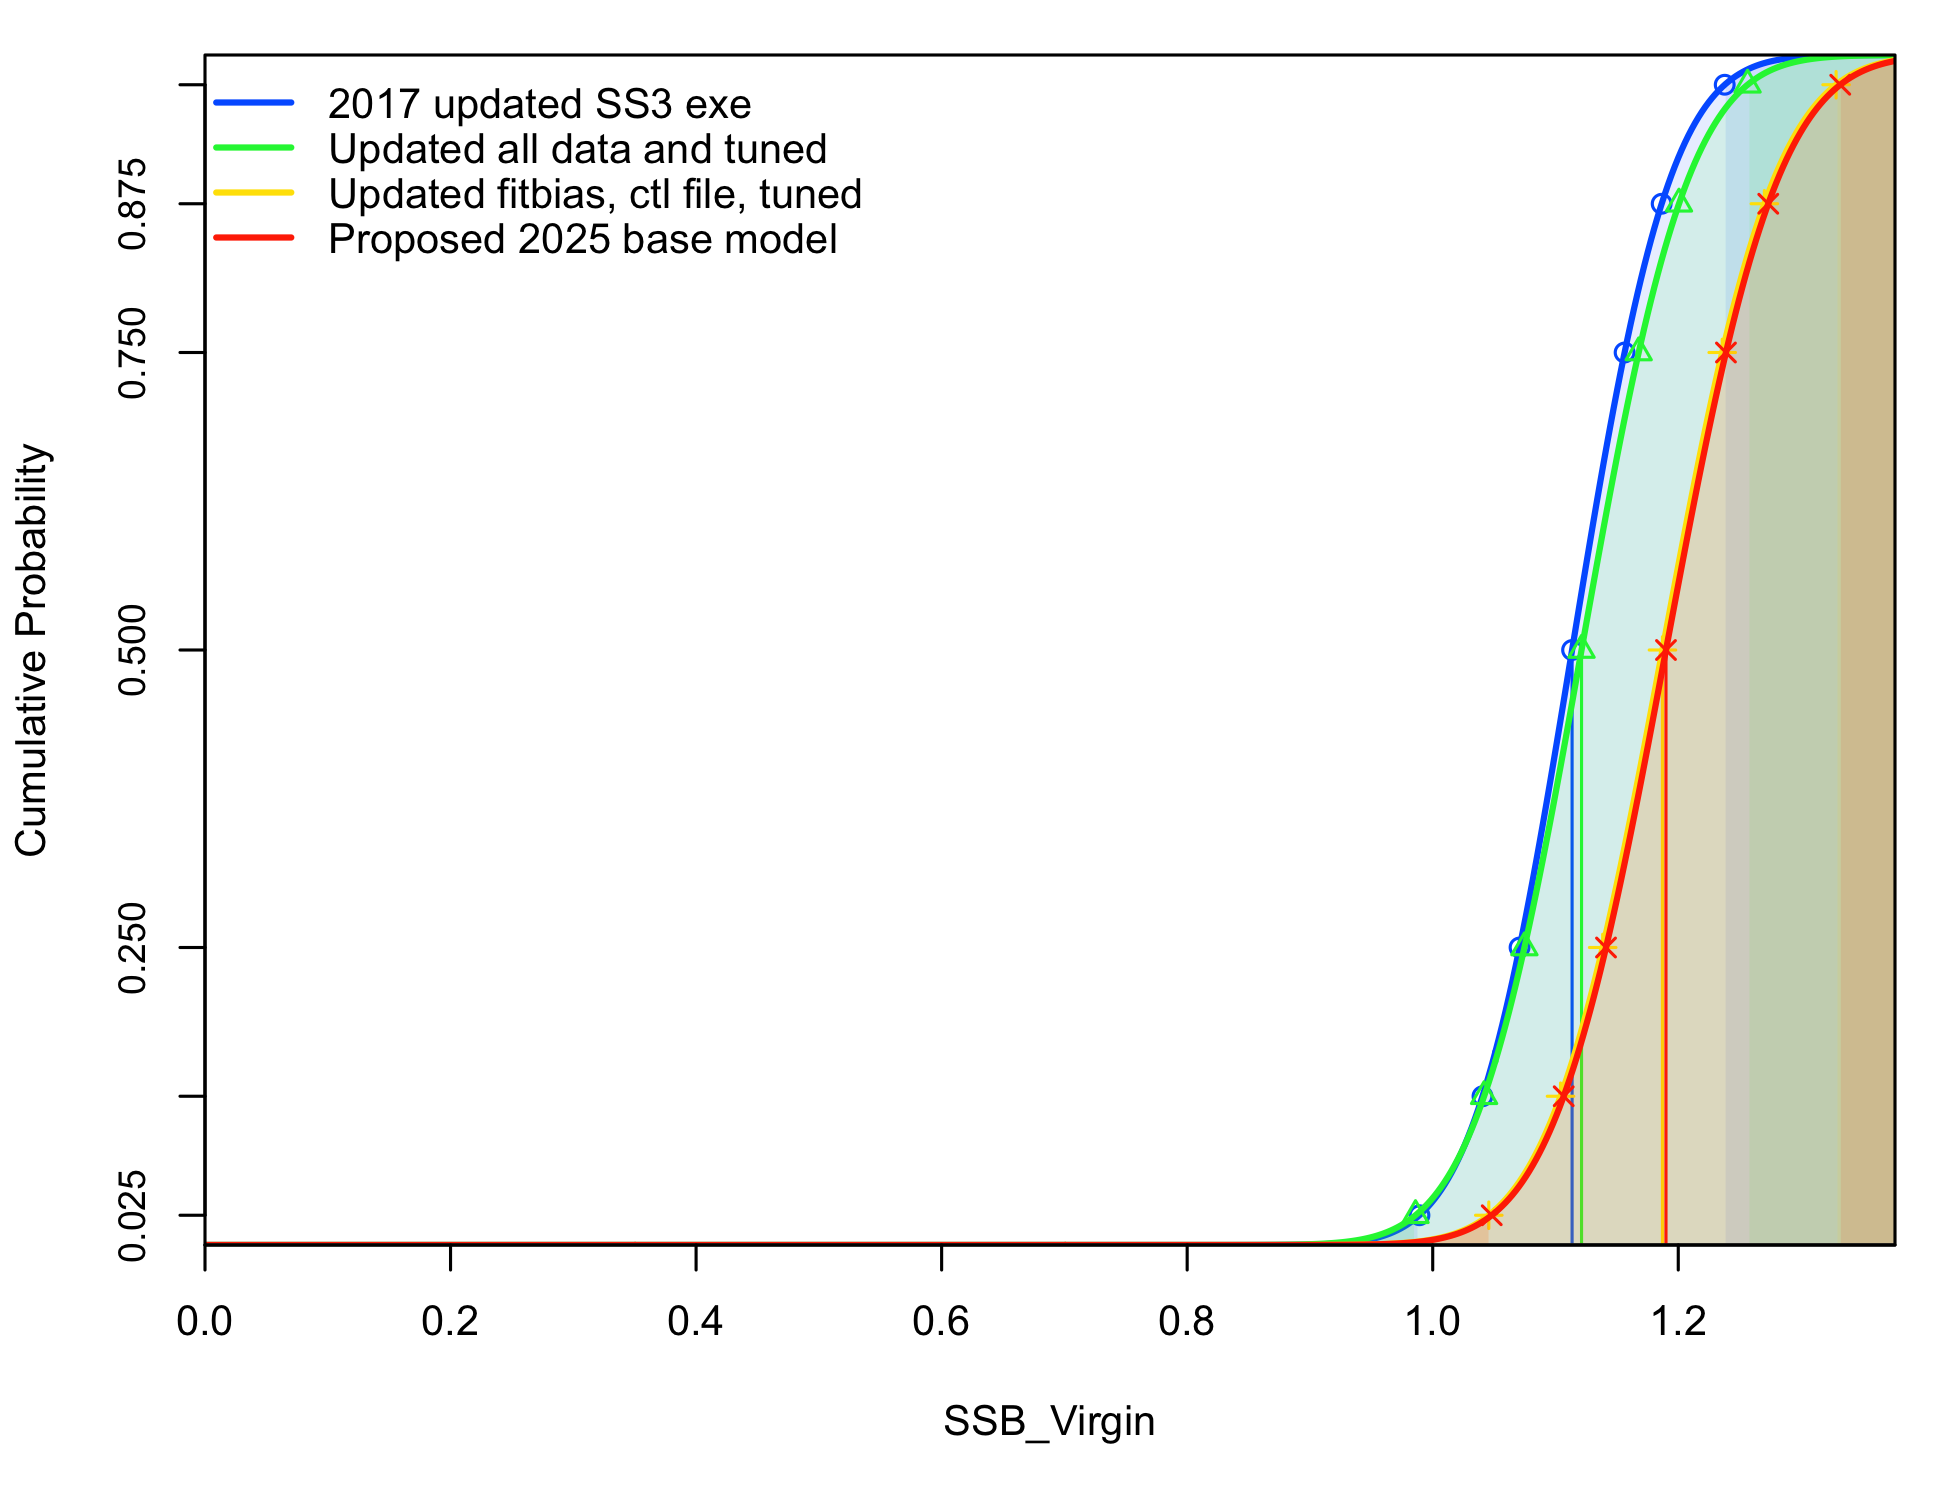 2017 updated SS3 exe
Updated all data and tuned
Updated fitbias, ctl file, tuned
Proposed 2025 base model
Cumulative Probability
0.875
0.750
0.500
0.250
0.025
0.0 0.2 0.4 0.6 0.8 1.0 1.2
SSB_Virgin